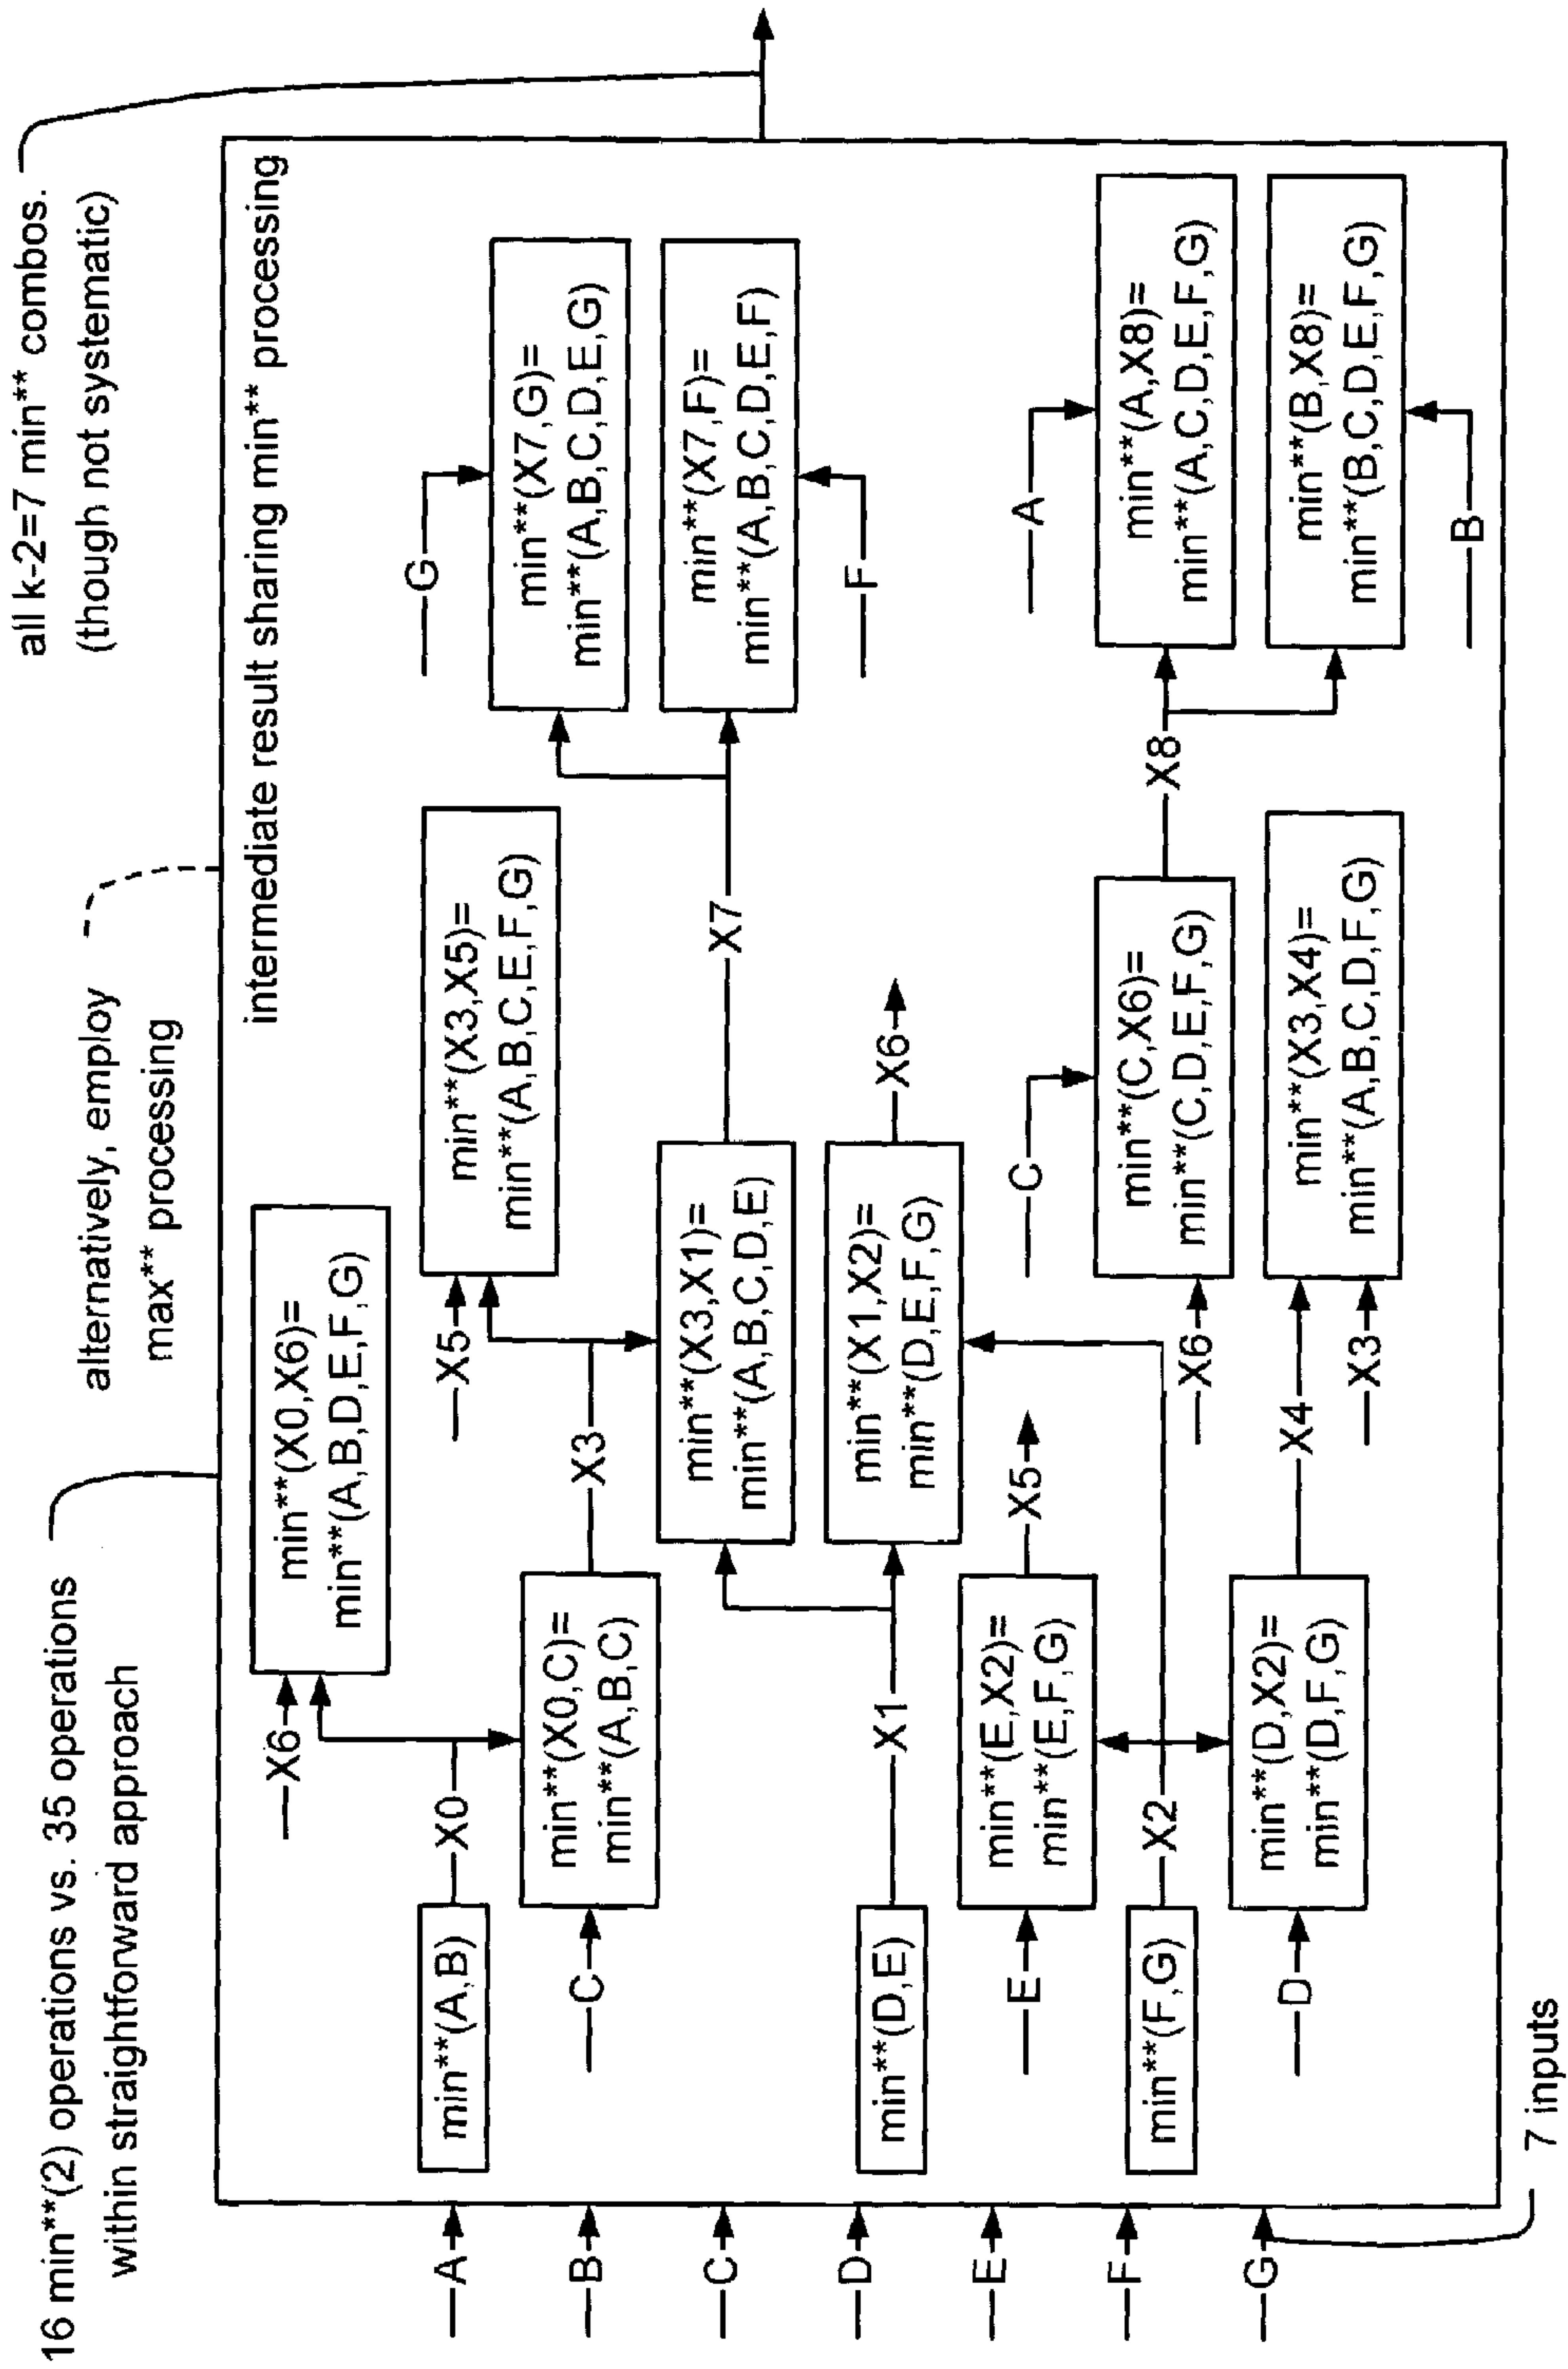 16 min**(2) operations vs. 35 operations
within straightforward approach
alternatively, employ
max** processing
all k-2=7 min** combos.
(though not systematic)
intermediate result sharing min** processing
A
B
C
D
E
F
G
7 inputs
min**(A,B)
X0
X6
min**(X0,X6)=
min**(A,B,D,E,F,G)
C
min**(X0,C)=
min**(A,B,C)
X3
X5
min**(X3,X5)=
min**(A,B,C,E,F,G)
min**(X3,X1)=
min**(A,B,C,D,E)
X7
G
min**(X7,G)=
min**(A,B,C,D,E,G)
min**(X7,F)=
min**(A,B,C,D,E,F)
F
min**(D,E)
X1
min**(X1,X2)=
min**(D,E,F,G)
X6
E
min**(E,X2)=
min**(E,F,G)
X5
min**(F,G)
X2
D
min**(D,X2)=
min**(D,F,G)
X4
C
X6
min**(C,X6)=
min**(C,D,E,F,G)
X3
min**(X3,X4)=
min**(A,B,C,D,F,G)
X8
A
min**(A,X8)=
min**(A,C,D,E,F,G)
min**(B,X8)=
min**(B,C,D,E,F,G)
B